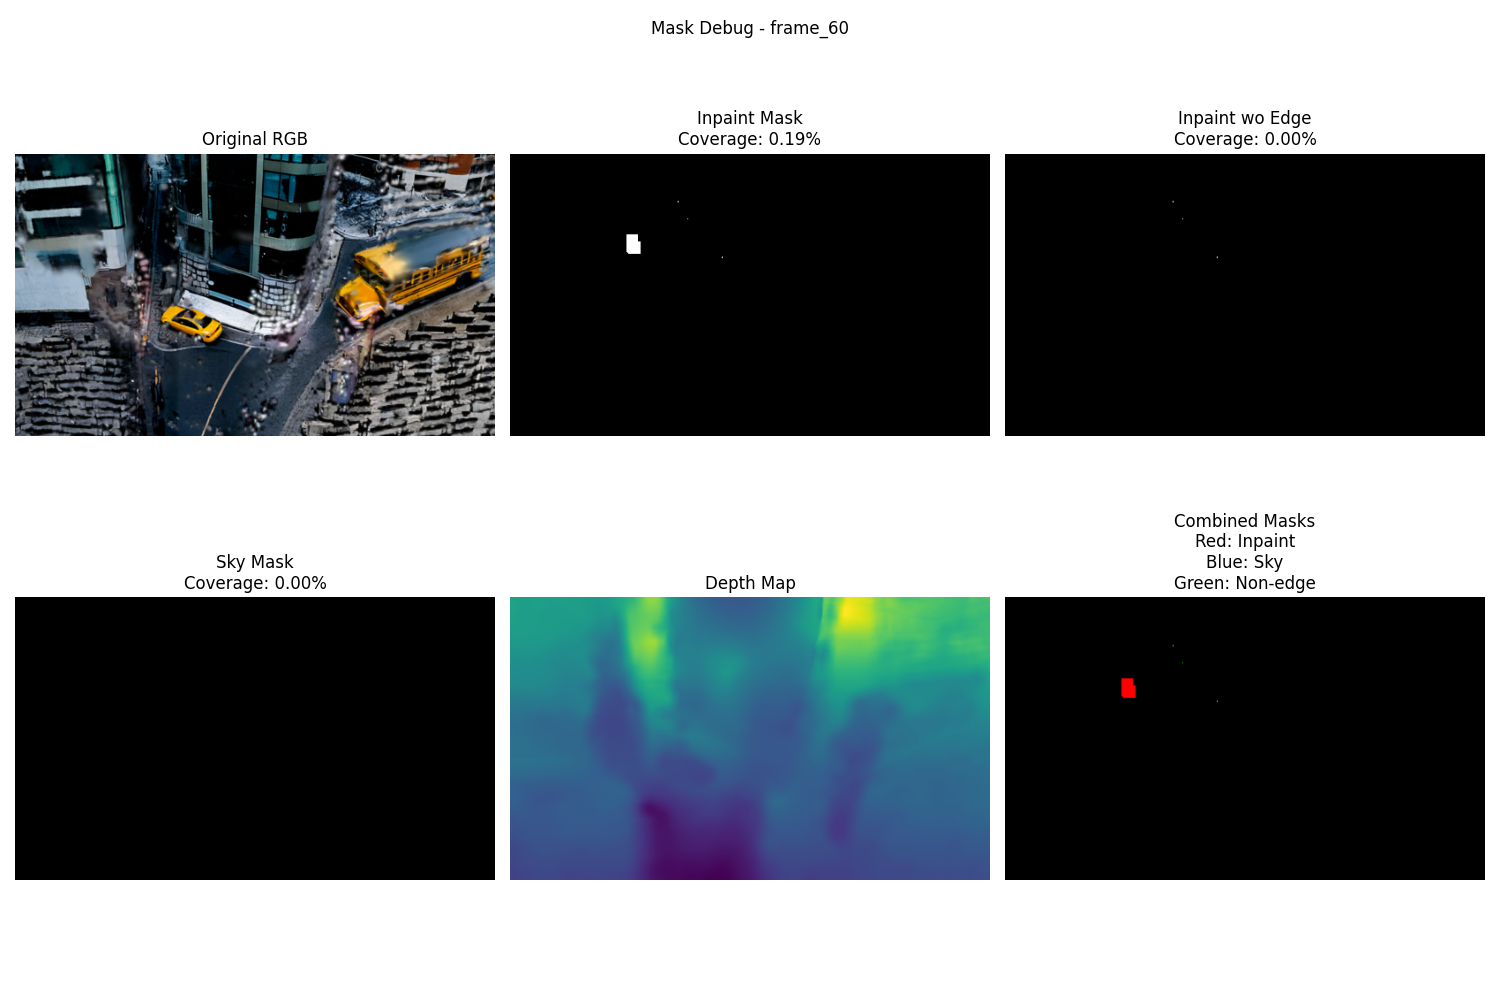 Mask Debug - frame_60
Original RGB
Inpaint Mask
Coverage: 0.19%
Inpaint wo Edge
Coverage: 0.00%
Sky Mask
Coverage: 0.00%
Depth Map
Combined Masks
Red: Inpaint
Blue: Sky
Green: Non-edge